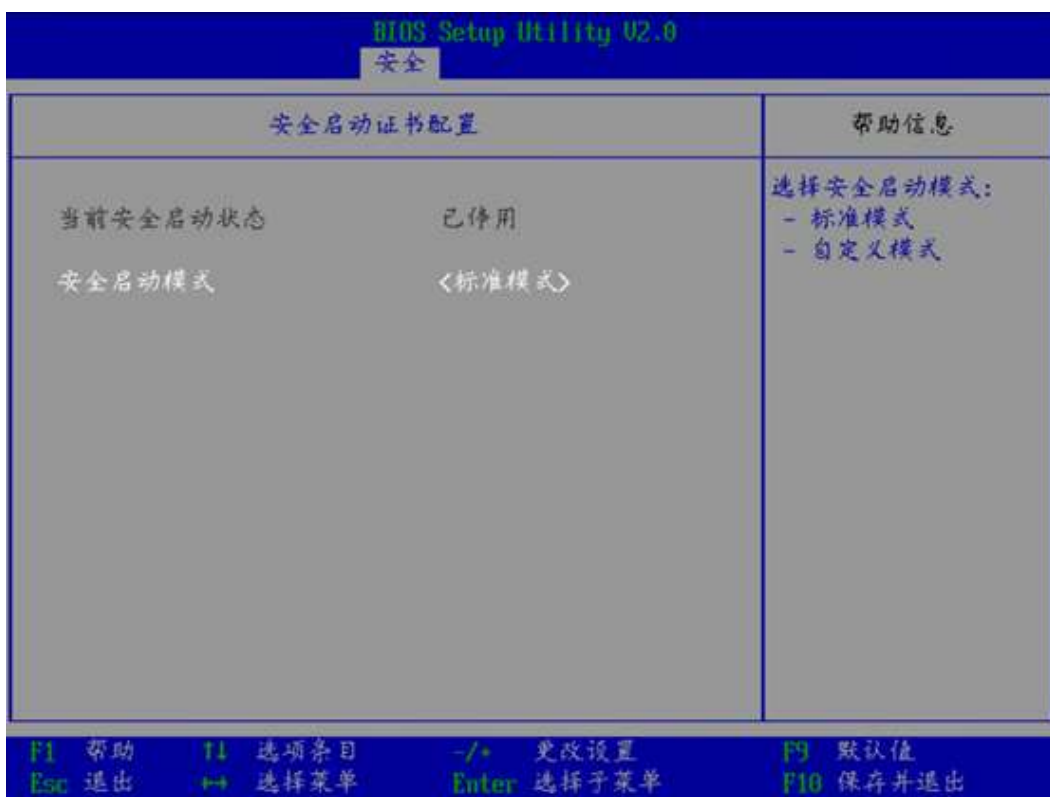 BIOS Setup Utility V2.0
安全
安全启动证书配置
帮助信息
当前安全启动状态 已停用
安全启动模式 <标准模式>
选择安全启动模式:
- 标准模式
- 自定义模式
F1 帮助 ↑↓ 选项条目 -/+ 更改设置 F9 默认值
Esc 退出 ←→ 选择菜单 Enter 选择子菜单 F10 保存并退出